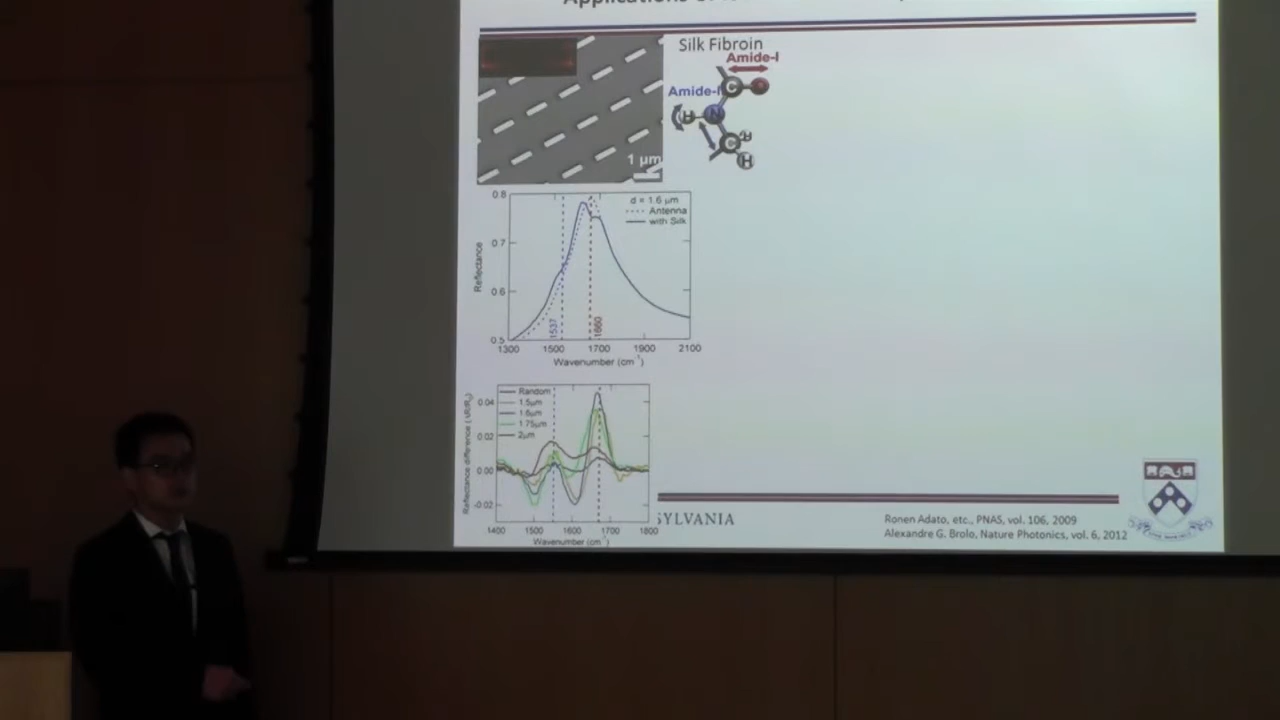 Applications of
Silk Fibroin
Amide-I
Amide-I
C
H
N
C
H
H
1 µm
0.8
0.7
0.6
0.5
Reflectance
d = 1.6 µm
Antenna
with Silk
1537
1660
1300 1500 1700 1900 2100
Wavenumber (cm⁻¹)
Reflectance difference (ΔR/R₀)
0.04
0.02
0.00
-0.02
Random
1.5µm
1.6µm
1.75µm
2µm
1400 1500 1600 1700 1800
Wavenumber (cm⁻¹)
SYLVANIA
Ronen Adato, etc., PNAS, vol. 106, 2009
Alexandre G. Brolo, Nature Photonics, vol. 6, 2012